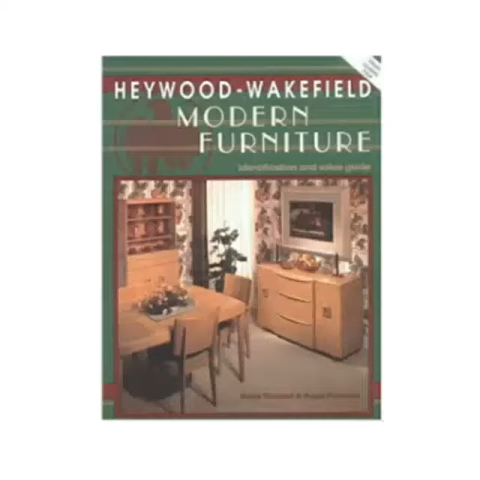 HEYWOOD-WAKEFIELD
MODERN
FURNITURE
identification and value guide